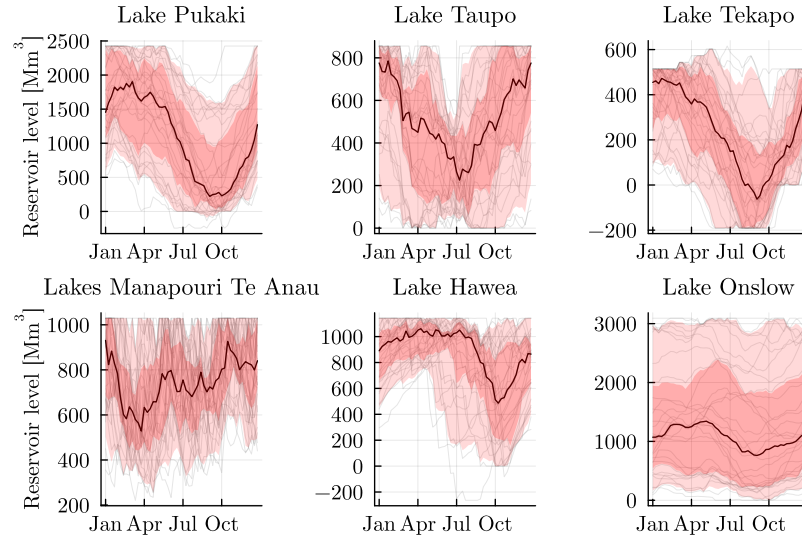 Lake Pukaki
Lake Taupo
Lake Tekapo
Reservoir level [Mm³]
2500
2000
1500
1000
500
0
800
600
400
200
0
600
400
200
0
−200
Jan Apr Jul Oct
Jan Apr Jul Oct
Jan Apr Jul Oct
Lakes Manapouri Te Anau
Lake Hawea
Lake Onslow
Reservoir level [Mm³]
1000
800
600
400
200
1000
800
600
400
200
0
−200
3000
2000
1000
0
Jan Apr Jul Oct
Jan Apr Jul Oct
Jan Apr Jul Oct